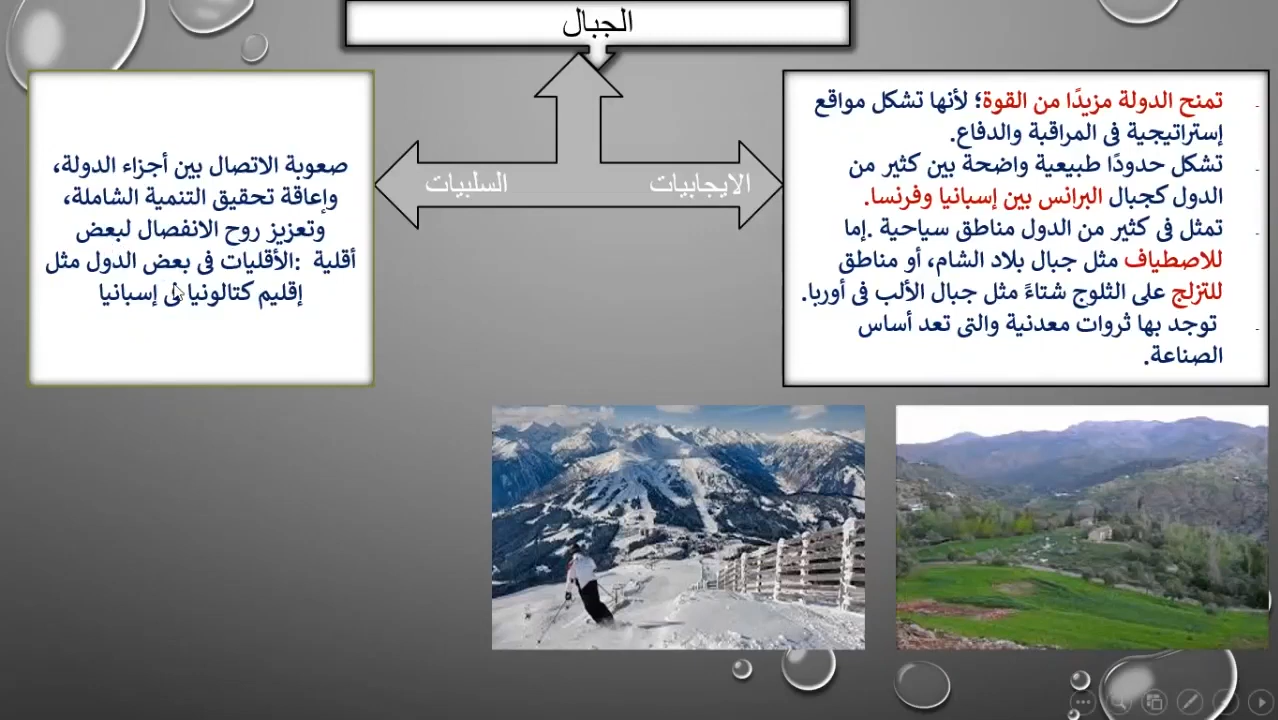 الجبال
الايجابيات
السلبيات
- تمنح الدولة مزيدًا من القوة؛ لأنها تشكل مواقع
إستراتيجية فى المراقبة والدفاع.
- تشكل حدودًا طبيعية واضحة بين كثير من
الدول كجبال البرانس بين إسبانيا وفرنسا.
- تمثل فى كثير من الدول مناطق سياحية .إما
للاصطياف مثل جبال بلاد الشام، أو مناطق
للتزلج على الثلوج شتاءً مثل جبال الألب فى أوربا.
- توجد بها ثروات معدنية والتى تعد أساس
الصناعة.
صعوبة الاتصال بين أجزاء الدولة،
وإعاقة تحقيق التنمية الشاملة،
وتعزيز روح الانفصال لبعض
أقلية :الأقليات فى بعض الدول مثل
إقليم كتالونيا فى إسبانيا